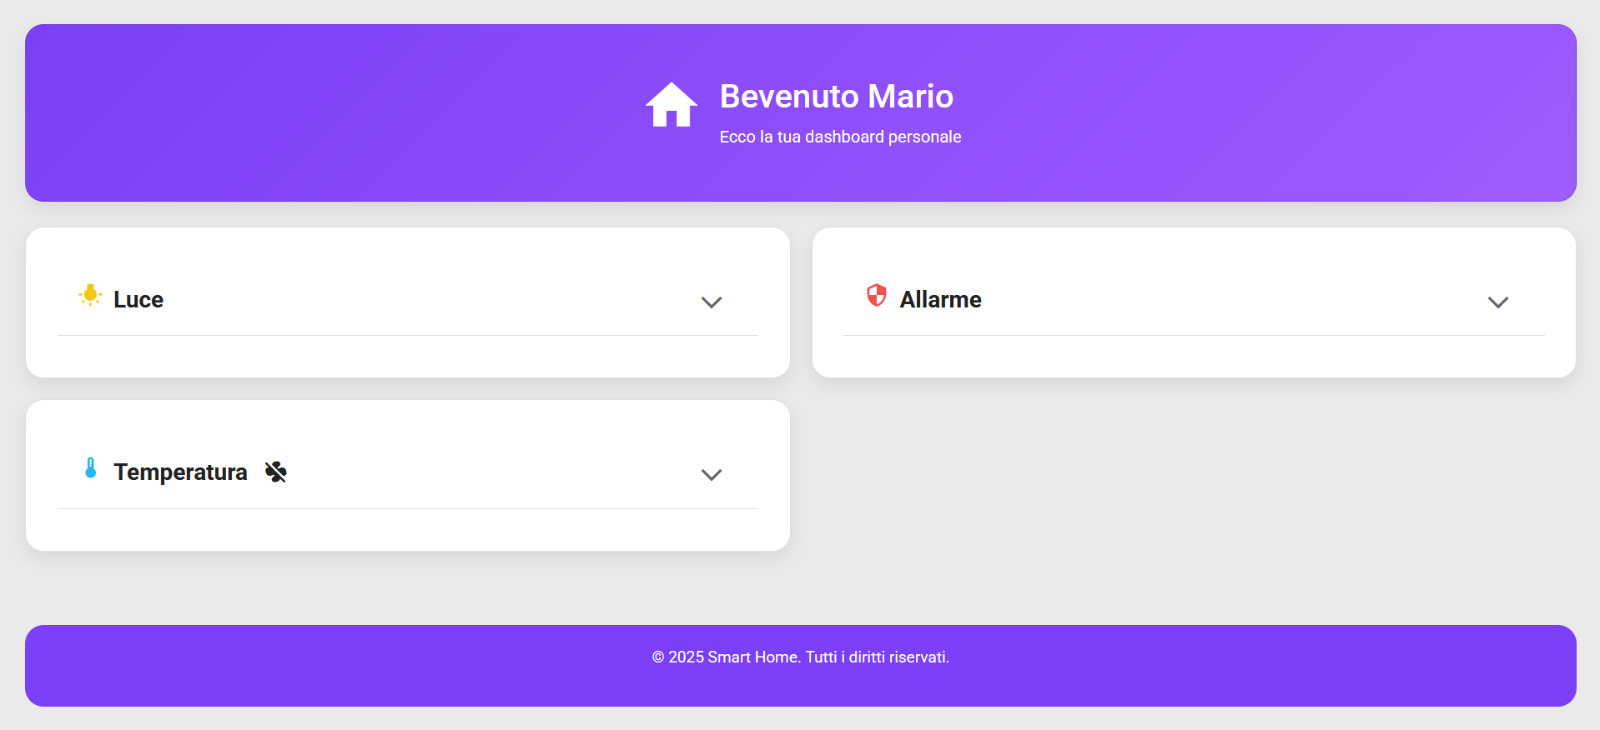 Bevenuto Mario
Ecco la tua dashboard personale
Luce
Allarme
Temperatura
© 2025 Smart Home. Tutti i diritti riservati.